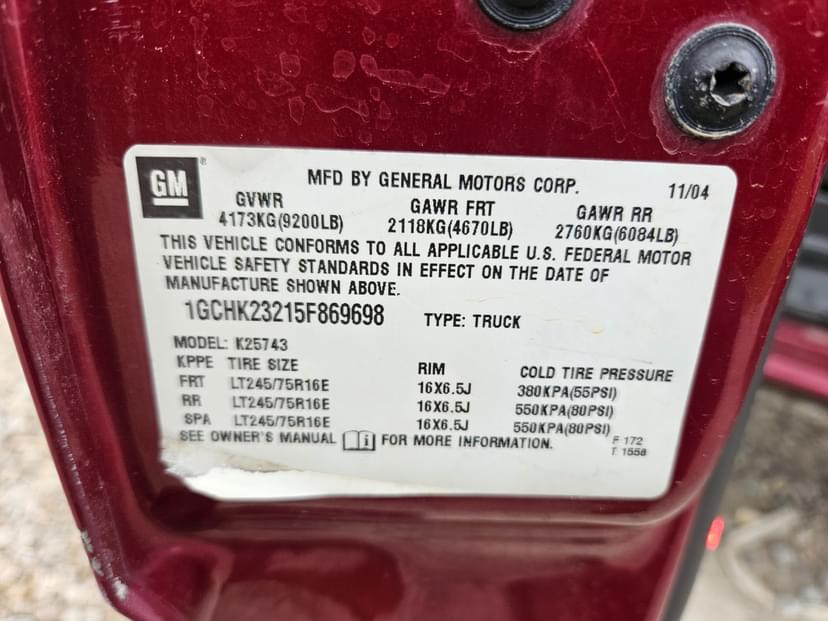 GM ® MFD BY GENERAL MOTORS CORP. 11/04
GVWR GAWR FRT GAWR RR
4173KG(9200LB) 2118KG(4670LB) 2760KG(6084LB)
THIS VEHICLE CONFORMS TO ALL APPLICABLE U.S. FEDERAL MOTOR
VEHICLE SAFETY STANDARDS IN EFFECT ON THE DATE OF
MANUFACTURE SHOWN ABOVE.
1GCHK23215F869698 TYPE: TRUCK
MODEL: K25743
KPPE TIRE SIZE RIM COLD TIRE PRESSURE
FRT LT245/75R16E 16X6.5J 380KPA(55PSI)
RR LT245/75R16E 16X6.5J 550KPA(80PSI)
SPA LT245/75R16E 16X6.5J 550KPA(80PSI)
SEE OWNER'S MANUAL i FOR MORE INFORMATION. F 172
T 1558